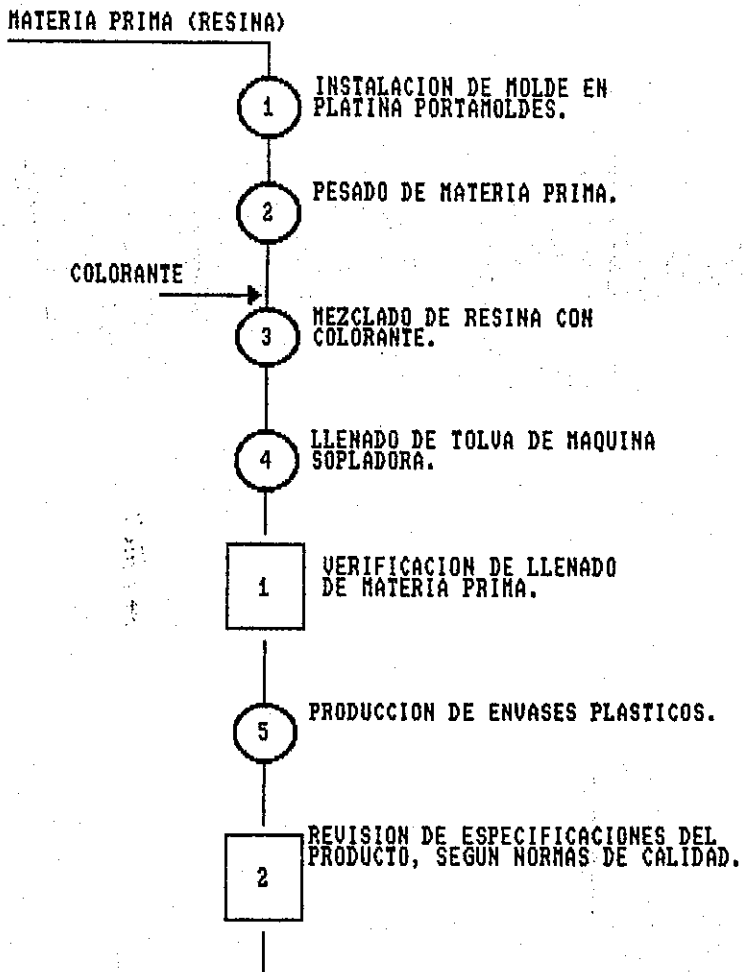 MATERIA PRIMA (RESINA)
1
INSTALACION DE MOLDE EN
PLATINA PORTAMOLDES.
2
PESADO DE MATERIA PRIMA.
COLORANTE
3
MEZCLADO DE RESINA CON
COLORANTE.
4
LLENADO DE TOLVA DE MAQUINA
SOPLADORA.
1
VERIFICACION DE LLENADO
DE MATERIA PRIMA.
5
PRODUCCION DE ENVASES PLASTICOS.
2
REVISION DE ESPECIFICACIONES DEL
PRODUCTO, SEGUN NORMAS DE CALIDAD.